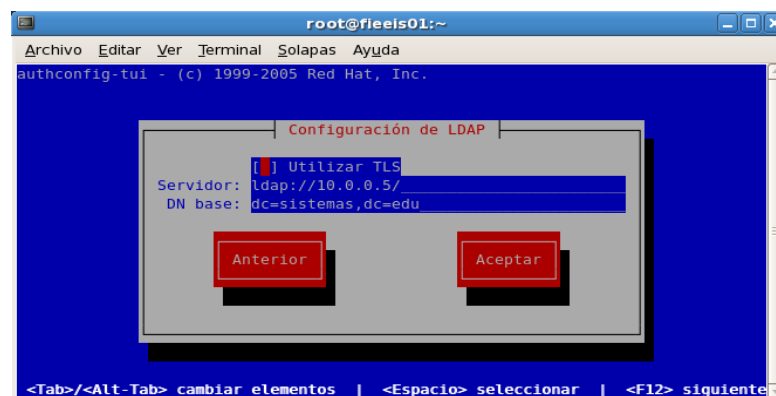 root@fieeis01:~
Archivo Editar Ver Terminal Solapas Ayuda
authconfig-tui - (c) 1999-2005 Red Hat, Inc.
Configuración de LDAP
[ ] Utilizar TLS
Servidor: ldap://10.0.0.5/
DN base: dc=sistemas,dc=edu
Anterior Aceptar
<Tab>/<Alt-Tab> cambiar elementos | <Espacio> seleccionar | <F12> siguiente